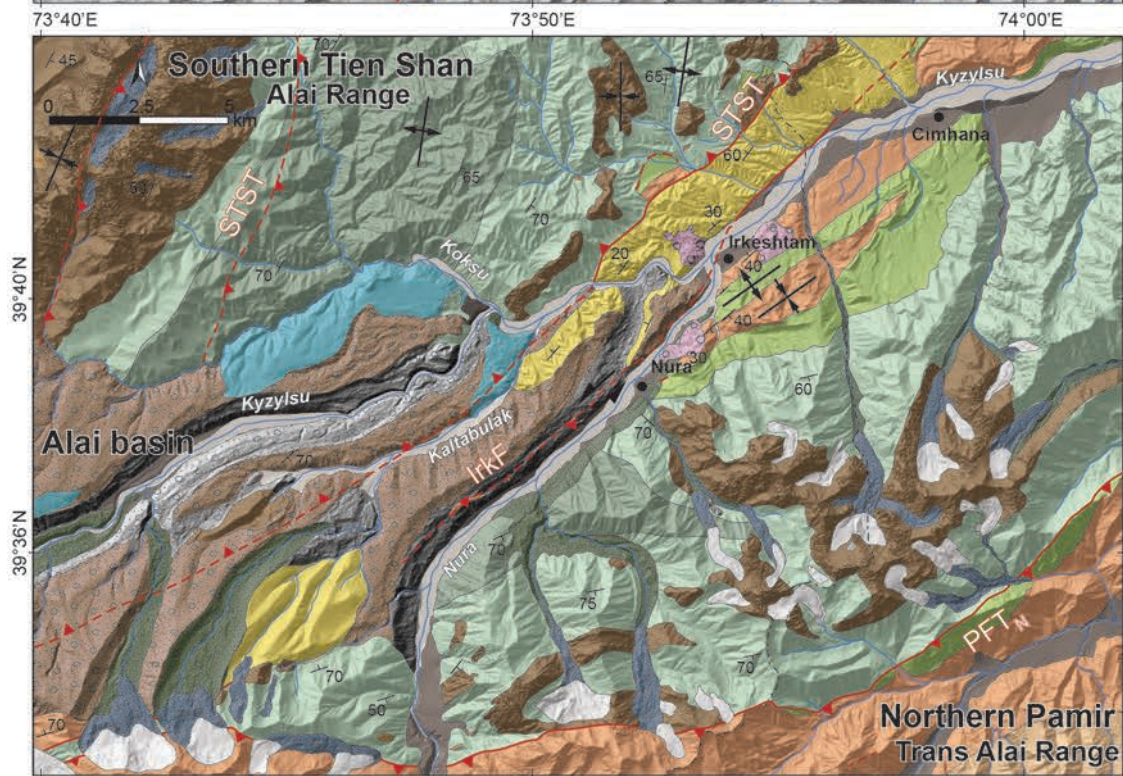 73°40'E
73°50'E
74°00'E
Southern Tien Shan
Alai Range
45
70
65
Kyzylsu
0
2.5
5
km
STST
Cimhana
60
STST
50
65
70
30
Koksu
Irkeshtam
20
40
70
39°40'N
40
30
Nura
60
Kyzylsu
70
Alai basin
Kaltabulak
70
IrkF
39°36'N
Nura
70
75
PFT N
70
70
50
70
Northern Pamir
Trans Alai Range